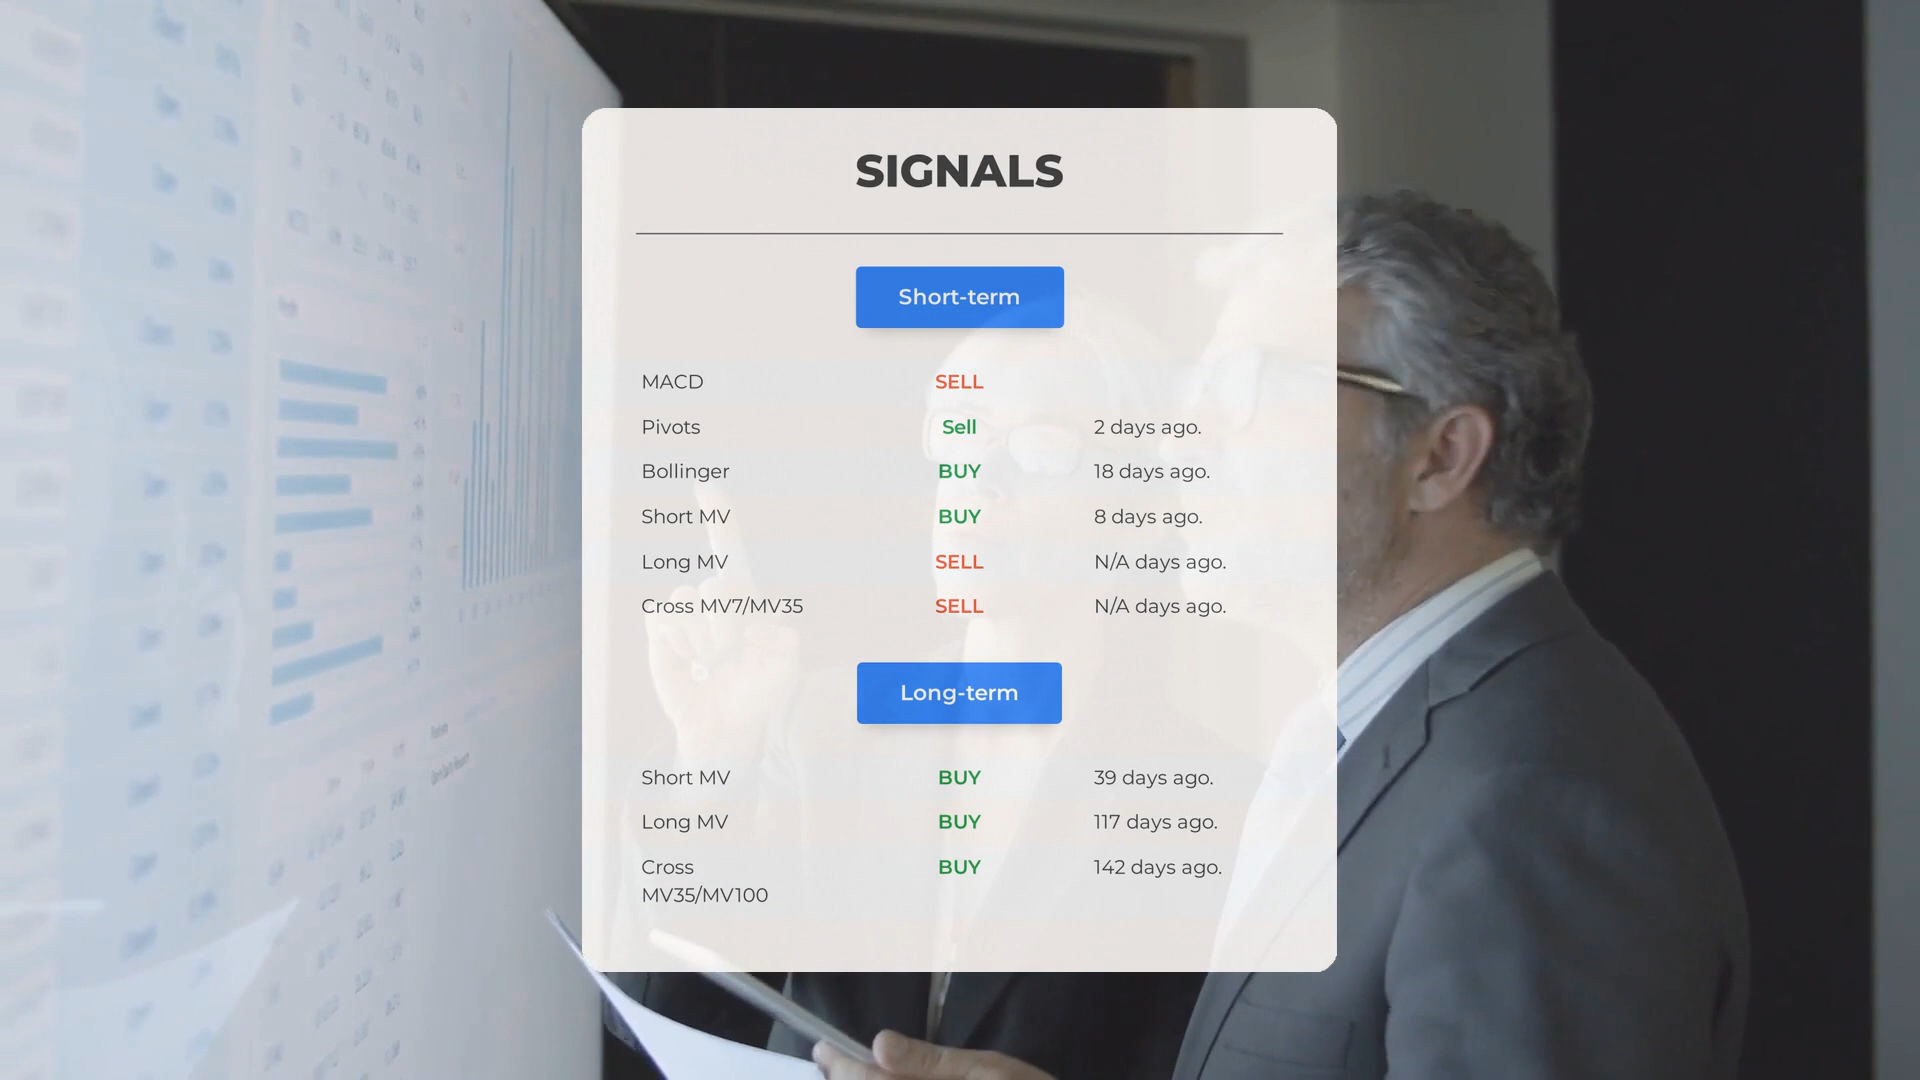 SIGNALS
Short-term
MACD SELL
Pivots Sell 2 days ago.
Bollinger BUY 18 days ago.
Short MV BUY 8 days ago.
Long MV SELL N/A days ago.
Cross MV7/MV35 SELL N/A days ago.
Long-term
Short MV BUY 39 days ago.
Long MV BUY 117 days ago.
Cross BUY 142 days ago.
MV35/MV100